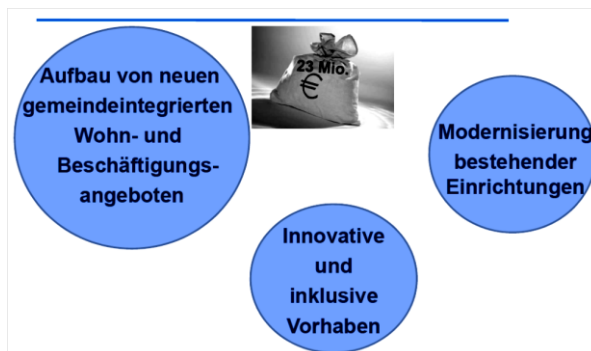 Aufbau von neuen
gemeindeintegrierten
Wohn- und
Beschäftigungs-
angeboten
23 Mio.
€
Modernisierung
bestehender
Einrichtungen
Innovative
und
inklusive
Vorhaben